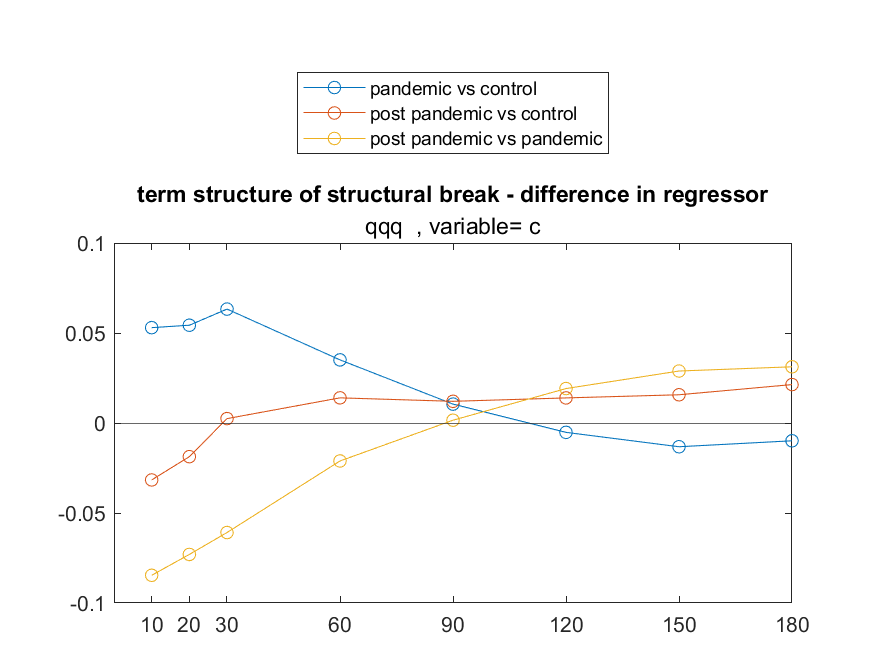 pandemic vs control
post pandemic vs control
post pandemic vs pandemic
term structure of structural break - difference in regressor
qqq  , variable= c
0.1
0.05
0
-0.05
-0.1
10 20 30 60 90 120 150 180